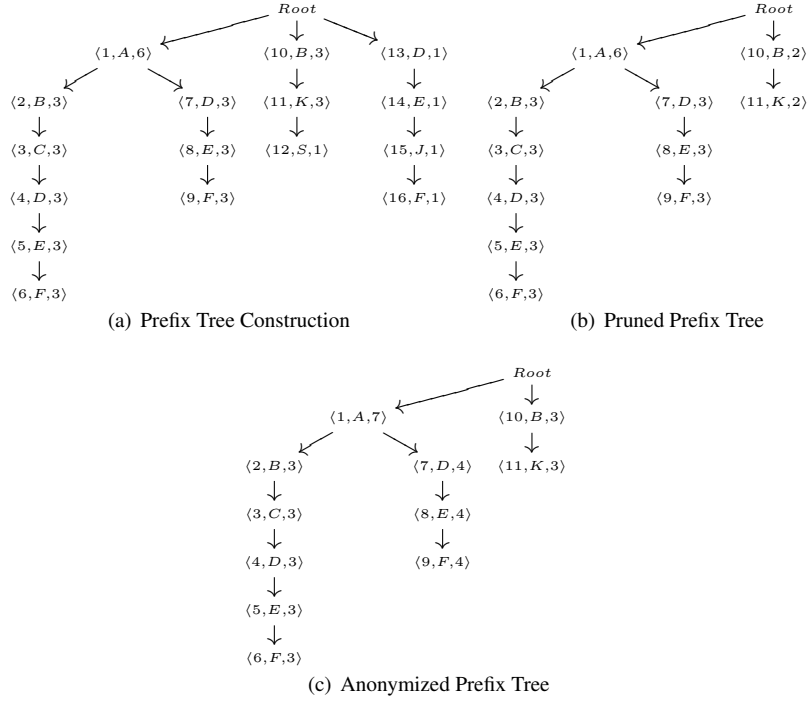 Root Root
⟨1,A,6⟩ ⟨10,B,3⟩ ⟨13,D,1⟩ ⟨1,A,6⟩ ⟨10,B,2⟩
⟨2,B,3⟩ ⟨7,D,3⟩ ⟨11,K,3⟩ ⟨14,E,1⟩ ⟨2,B,3⟩ ⟨7,D,3⟩ ⟨11,K,2⟩
⟨3,C,3⟩ ⟨8,E,3⟩ ⟨12,S,1⟩ ⟨15,J,1⟩ ⟨3,C,3⟩ ⟨8,E,3⟩
⟨4,D,3⟩ ⟨9,F,3⟩ ⟨16,F,1⟩ ⟨4,D,3⟩ ⟨9,F,3⟩
⟨5,E,3⟩ ⟨5,E,3⟩
⟨6,F,3⟩ ⟨6,F,3⟩
(a) Prefix Tree Construction (b) Pruned Prefix Tree
Root
⟨1,A,7⟩ ⟨10,B,3⟩
⟨2,B,3⟩ ⟨7,D,4⟩ ⟨11,K,3⟩
⟨3,C,3⟩ ⟨8,E,4⟩
⟨4,D,3⟩ ⟨9,F,4⟩
⟨5,E,3⟩
⟨6,F,3⟩
(c) Anonymized Prefix Tree